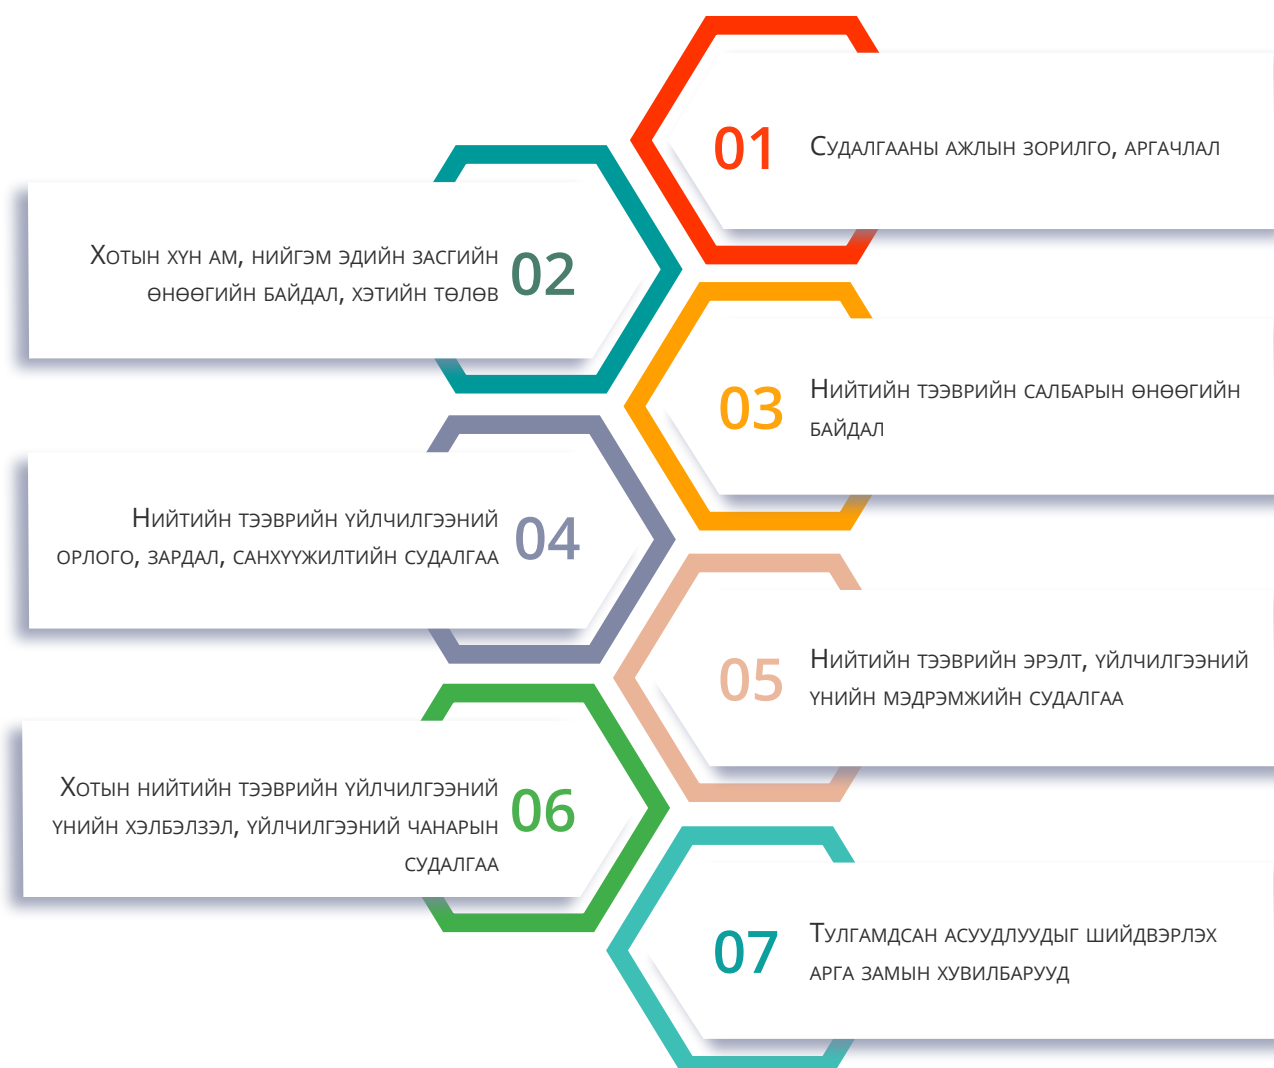 01
Судалгааны ажлын зорилго, аргачлал
02
Хотын хүн ам, нийгэм эдийн засгийн
өнөөгийн байдал, хэтийн төлөв
03
Нийтийн тээврийн салбарын өнөөгийн
байдал
04
Нийтийн тээврийн үйлчилгээний
орлого, зардал, санхүүжилтийн судалгаа
05
Нийтийн тээврийн эрэлт, үйлчилгээний
үнийн мэдрэмжийн судалгаа
06
Хотын нийтийн тээврийн үйлчилгээний
үнийн хэлбэлзэл, үйлчилгээний чанарын
судалгаа
07
Тулгамдсан асуудлуудыг шийдвэрлэх
арга замын хувилбарууд